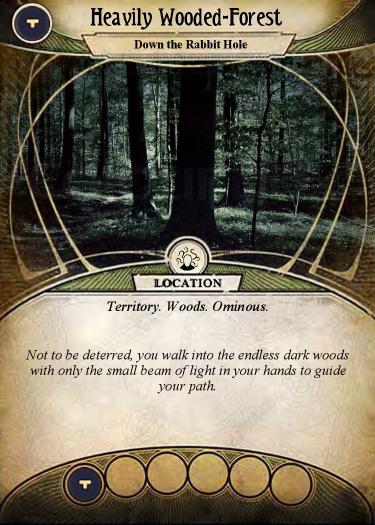 Heavily Wooded-Forest
Down the Rabbit Hole
LOCATION
Territory. Woods. Ominous.
Not to be deterred, you walk into the endless dark woods
with only the small beam of light in your hands to guide
your path.